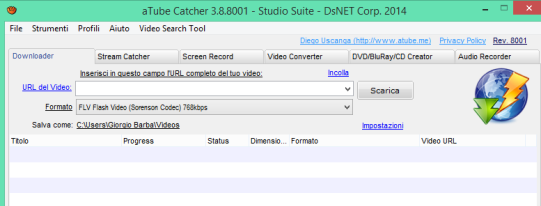 aTube Catcher 3.8.8001 - Studio Suite - DsNET Corp. 2014
File Strumenti Profili Aiuto Video Search Tool
Diego Uscanga (http://www.atube.me) Privacy Policy Rev. 8001
Downloader Stream Catcher Screen Record Video Converter DVD/BluRay/CD Creator Audio Recorder
Inserisci in questo campo l'URL completo del tuo video: Incolla
URL del Video: Scarica
Formato FLV Flash Video (Sorenson Codec) 768kbps
Salva come: C:\Users\Giorgio Barba\Videos Impostazioni
Titolo Progress Status Dimensio... Formato Video URL